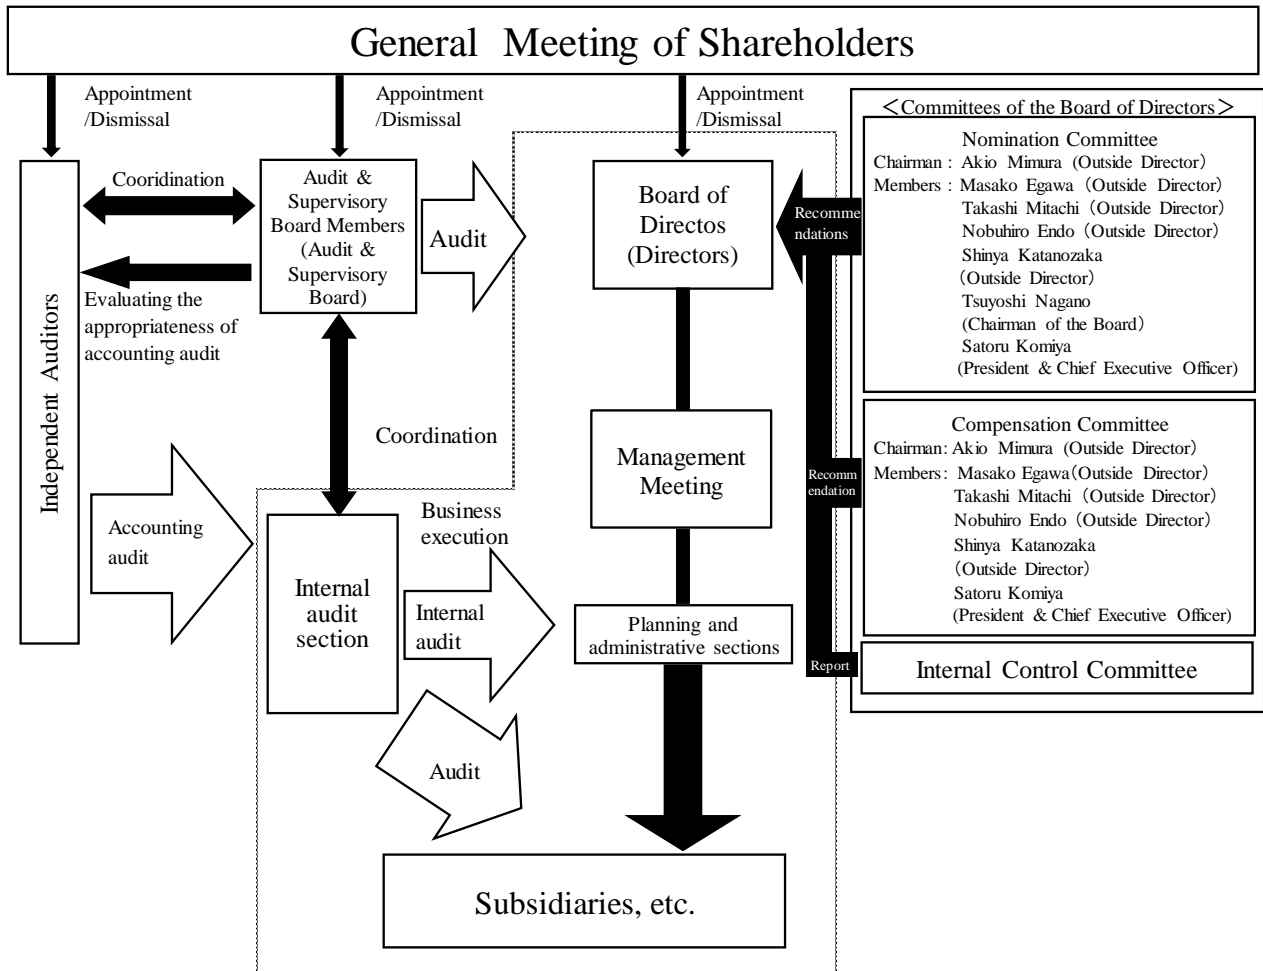 General Meeting of Shareholders
Appointment
/Dismissal
Appointment
/Dismissal
Appointment
/Dismissal
Independent Auditors
Cooridination
Evaluating the
appropriateness of
accounting audit
Audit &
Supervisory
Board Members
(Audit &
Supervisory
Board)
Audit
Board of
Directos
(Directors)
Recomme
ndations
<Committees of the Board of Directors>
Nomination Committee
Chairman : Akio Mimura (Outside Director)
Members : Masako Egawa (Outside Director)
Takashi Mitachi (Outside Director)
Nobuhiro Endo (Outside Director)
Shinya Katanozaka
(Outside Director)
Tsuyoshi Nagano
(Chairman of the Board)
Satoru Komiya
(President & Chief Executive Officer)
Coordination
Management
Meeting
Recomm
endation
Compensation Committee
Chairman: Akio Mimura (Outside Director)
Members: Masako Egawa(Outside Director)
Takashi Mitachi (Outside Director)
Nobuhiro Endo (Outside Director)
Shinya Katanozaka
(Outside Director)
Satoru Komiya
(President & Chief Executive Officer)
Accounting
audit
Business
execution
Internal
audit
section
Internal
audit
Planning and
administrative sections
Report
Internal Control Committee
Audit
Subsidiaries, etc.